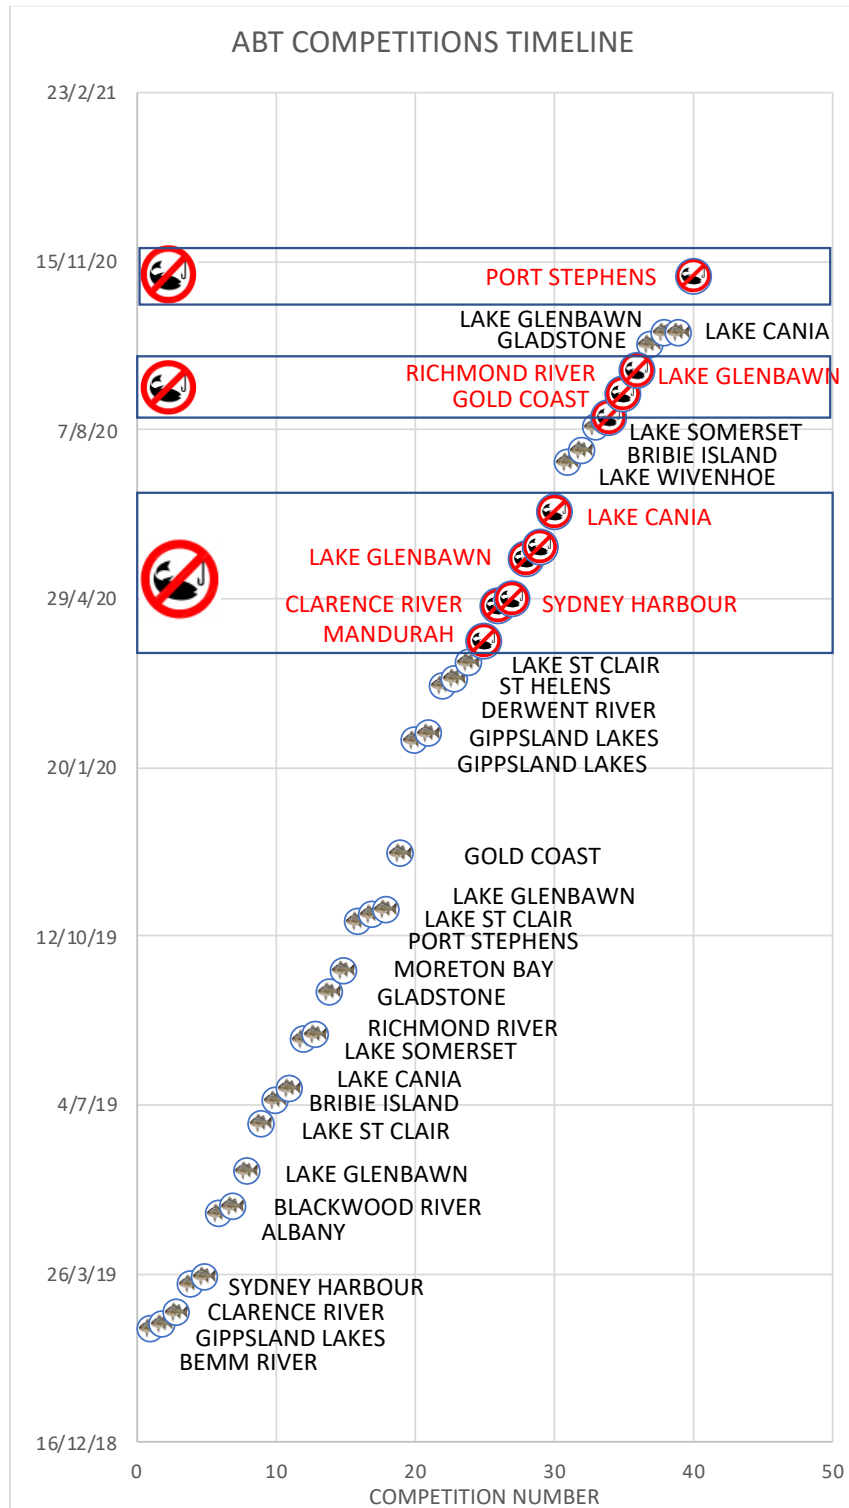 ABT COMPETITIONS TIMELINE
23/2/21
15/11/20
PORT STEPHENS
LAKE GLENBAWN
LAKE CANIA
GLADSTONE
RICHMOND RIVER
LAKE GLENBAWN
GOLD COAST
7/8/20
LAKE SOMERSET
BRIBIE ISLAND
LAKE WIVENHOE
LAKE CANIA
LAKE GLENBAWN
29/4/20
CLARENCE RIVER
SYDNEY HARBOUR
MANDURAH
LAKE ST CLAIR
ST HELENS
DERWENT RIVER
GIPPSLAND LAKES
GIPPSLAND LAKES
20/1/20
GOLD COAST
LAKE GLENBAWN
LAKE ST CLAIR
12/10/19
PORT STEPHENS
MORETON BAY
GLADSTONE
RICHMOND RIVER
LAKE SOMERSET
LAKE CANIA
4/7/19
BRIBIE ISLAND
LAKE ST CLAIR
LAKE GLENBAWN
BLACKWOOD RIVER
ALBANY
26/3/19
SYDNEY HARBOUR
CLARENCE RIVER
GIPPSLAND LAKES
BEMM RIVER
16/12/18
0 10 20 30 40 50
COMPETITION NUMBER